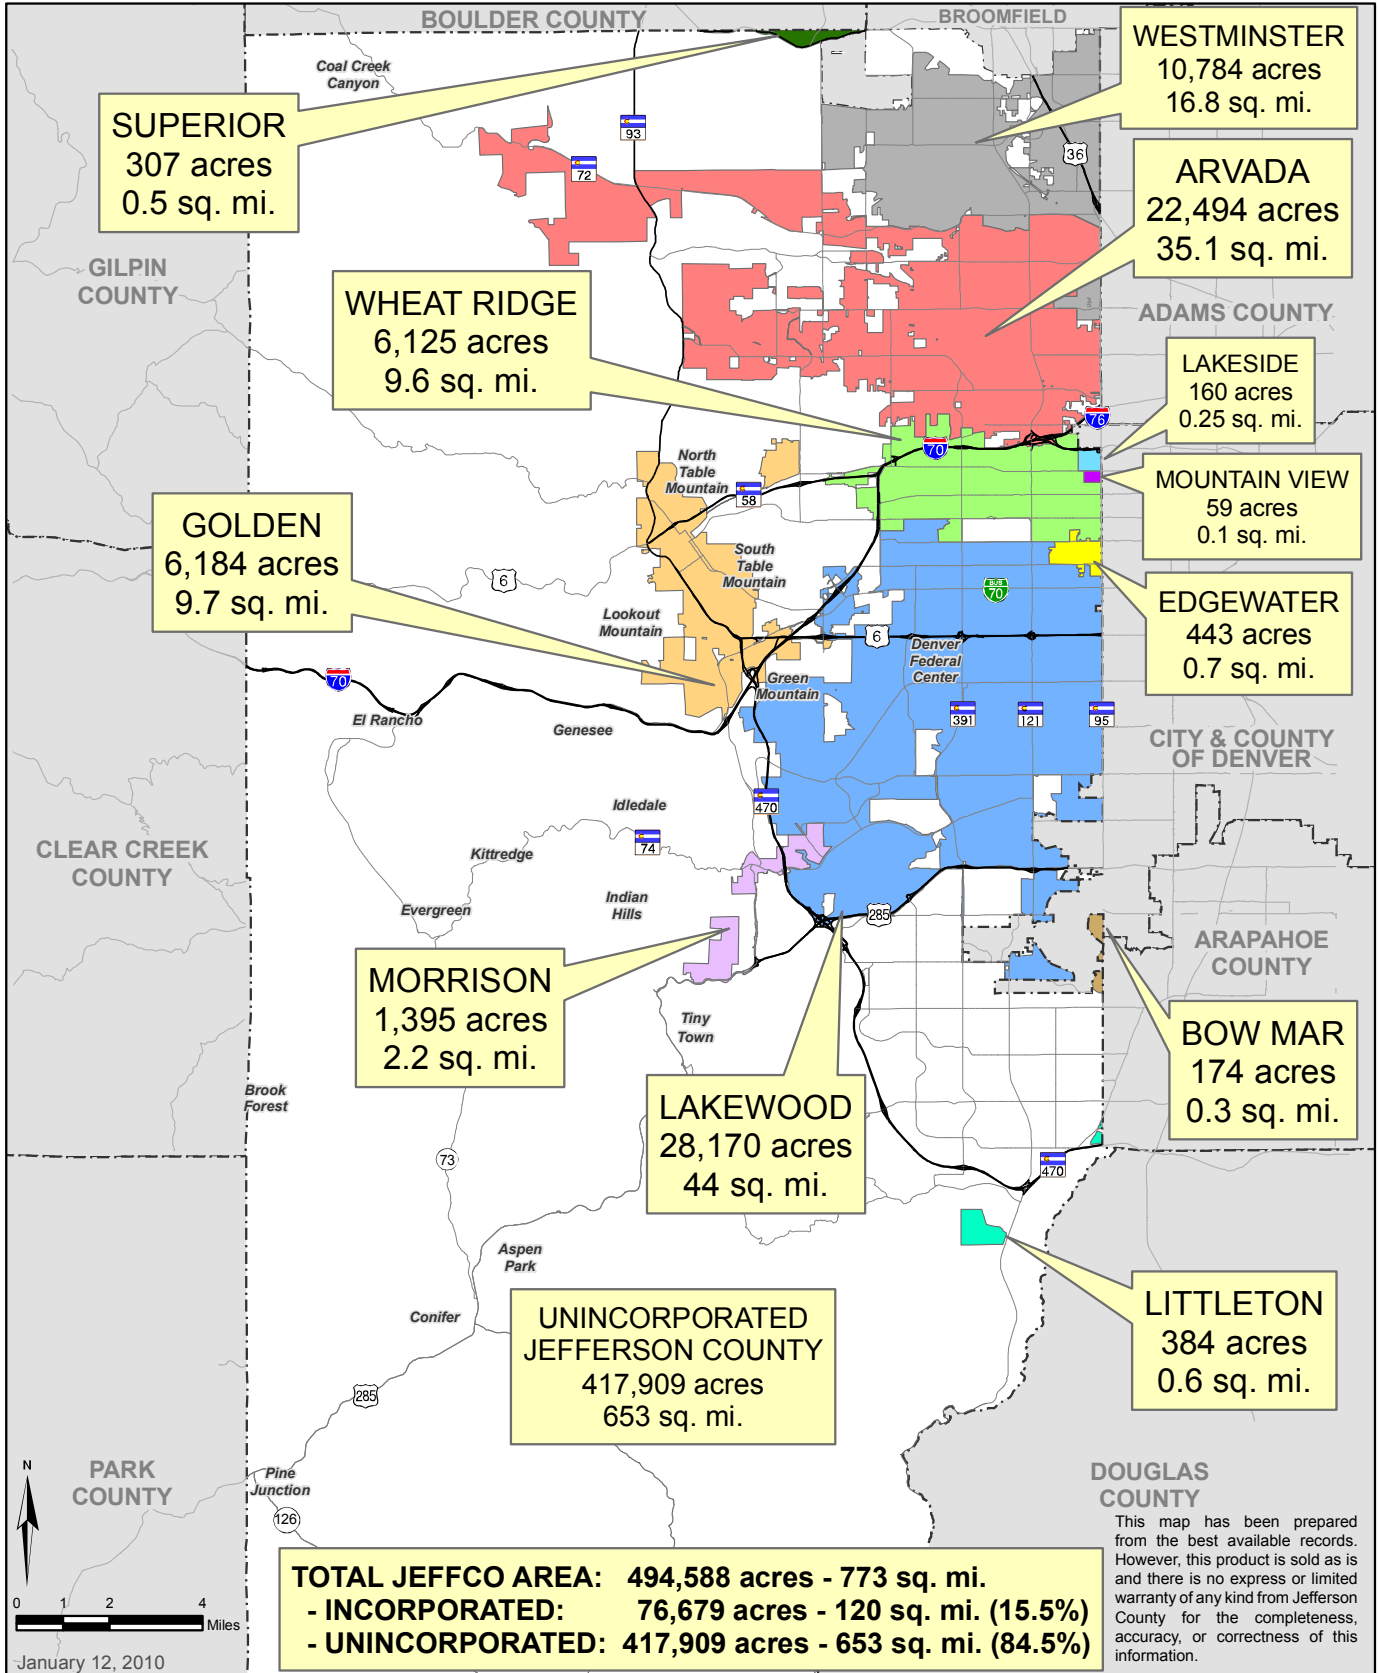 BOULDER COUNTY
BROOMFIELD
WESTMINSTER
10,784 acres
16.8 sq. mi.
Coal Creek
Canyon
SUPERIOR
307 acres
0.5 sq. mi.
93
72
36
ARVADA
22,494 acres
35.1 sq. mi.
GILPIN
COUNTY
WHEAT RIDGE
6,125 acres
9.6 sq. mi.
ADAMS COUNTY
LAKESIDE
160 acres
0.25 sq. mi.
76
70
North
Table
Mountain
58
MOUNTAIN VIEW
59 acres
0.1 sq. mi.
GOLDEN
6,184 acres
9.7 sq. mi.
South
Table
Mountain
6
BUS
70
EDGEWATER
443 acres
0.7 sq. mi.
Lookout
Mountain
6
Denver
Federal
Center
70
Green
Mountain
El Rancho
Genesee
391
121
95
CITY & COUNTY
OF DENVER
Idledale
470
74
CLEAR CREEK
COUNTY
Kittredge
Evergreen
Indian
Hills
285
ARAPAHOE
COUNTY
MORRISON
1,395 acres
2.2 sq. mi.
Tiny
Town
BOW MAR
174 acres
0.3 sq. mi.
Brook
Forest
LAKEWOOD
28,170 acres
44 sq. mi.
73
470
Aspen
Park
Conifer
UNINCORPORATED
JEFFERSON COUNTY
417,909 acres
653 sq. mi.
LITTLETON
384 acres
0.6 sq. mi.
285
PARK
COUNTY
Pine
Junction
126
DOUGLAS
COUNTY
This map has been prepared
from the best available records.
However, this product is sold as is
and there is no express or limited
warranty of any kind from Jefferson
County for the completeness,
accuracy, or correctness of this
information.
TOTAL JEFFCO AREA: 494,588 acres - 773 sq. mi.
- INCORPORATED: 76,679 acres - 120 sq. mi. (15.5%)
- UNINCORPORATED: 417,909 acres - 653 sq. mi. (84.5%)
N
0 1 2 4
Miles
January 12, 2010